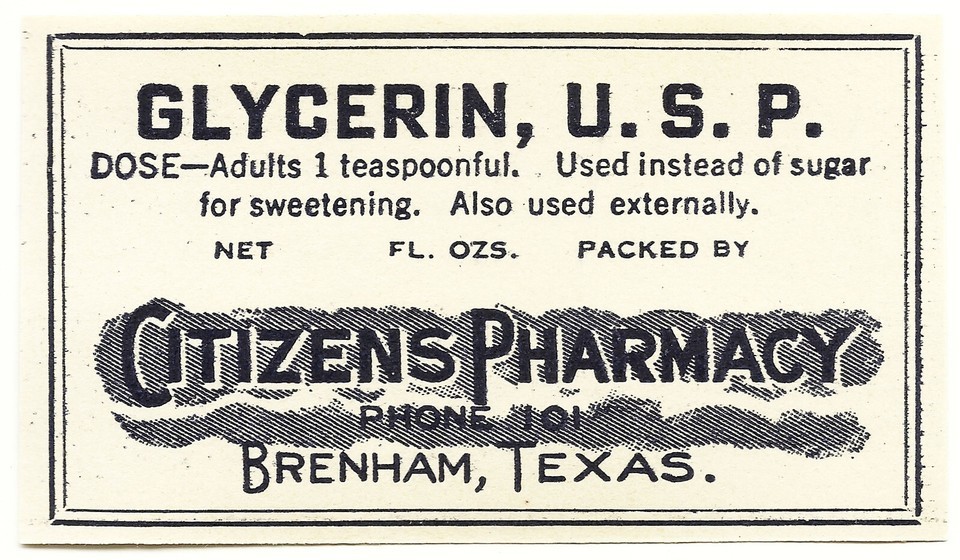 GLYCERIN, U. S. P.
DOSE—Adults 1 teaspoonful. Used instead of sugar
for sweetening. Also used externally.
NET FL. OZS. PACKED BY
CITIZENS PHARMACY
PHONE 101
BRENHAM, TEXAS.